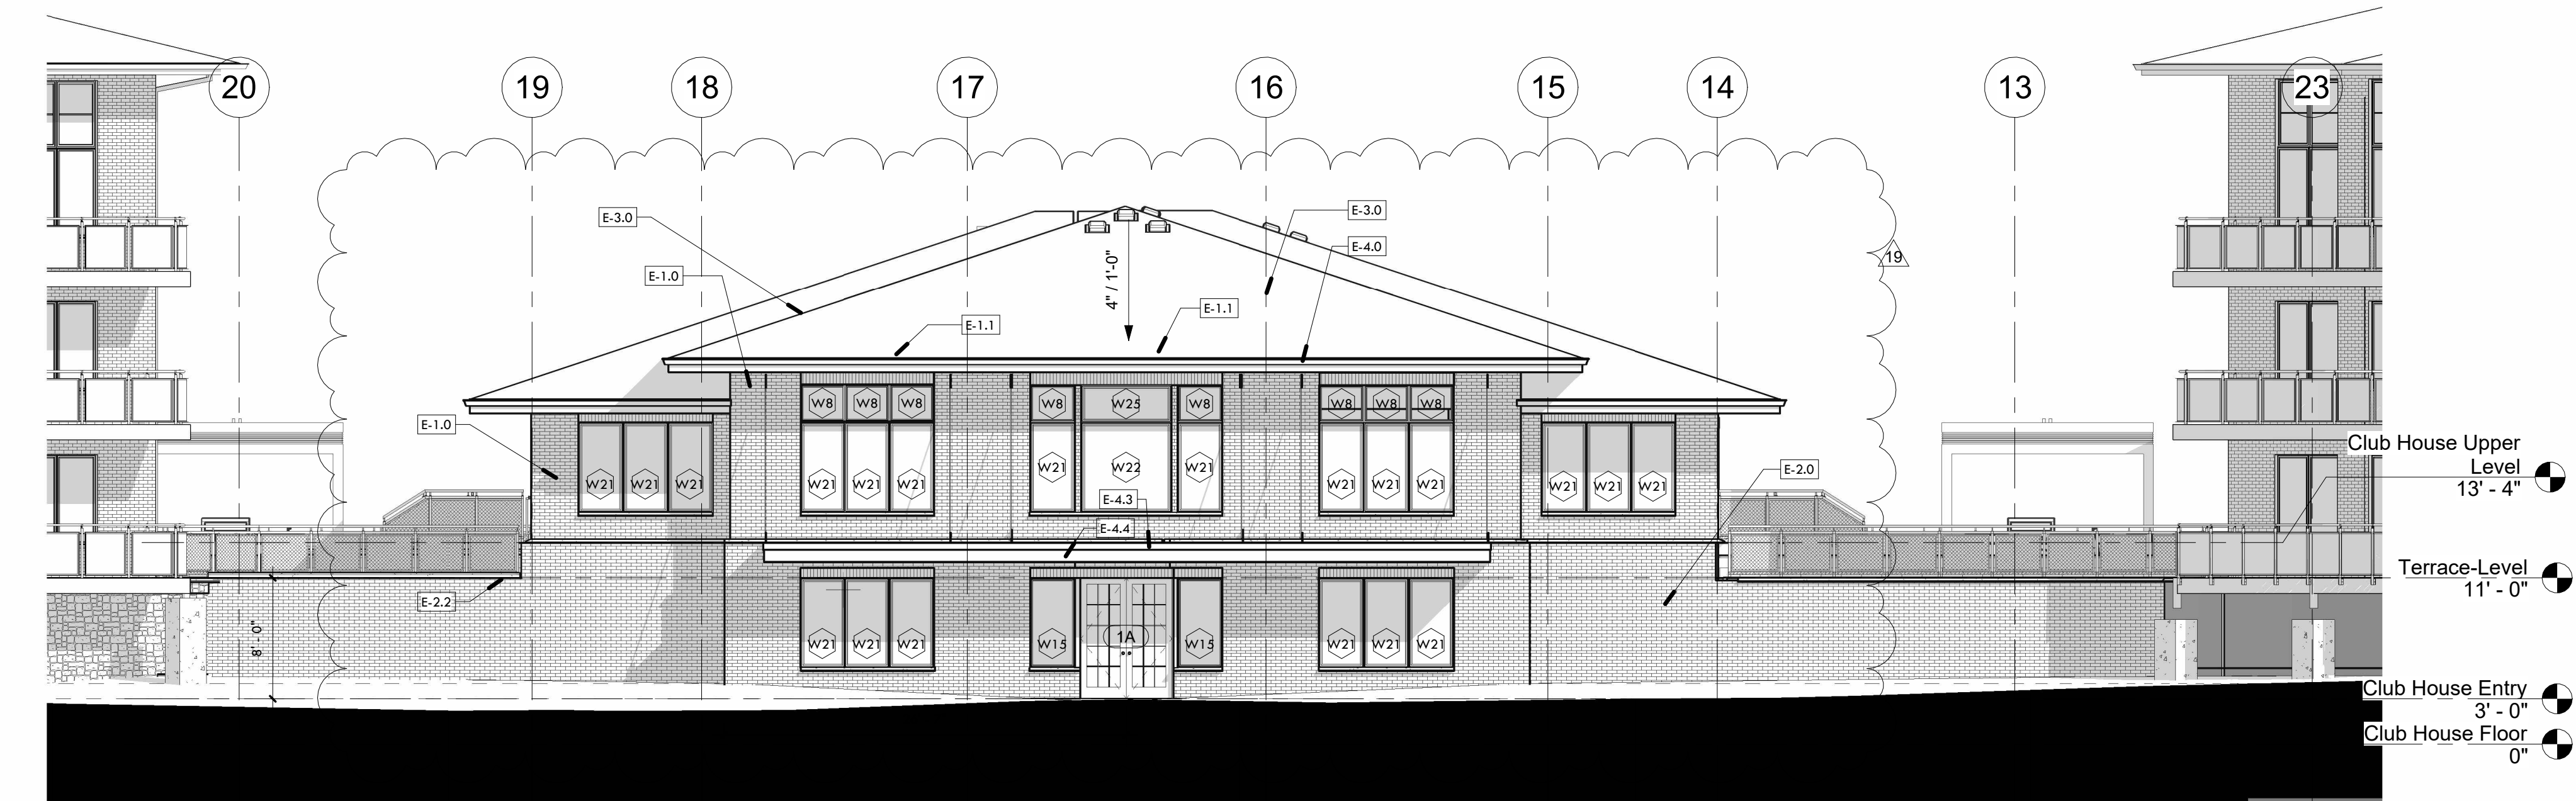 20
19
18
17
16
15
14
13
23
E-3.0
E-3.0
E-4.0
19
E-1.0
4" / 1'-0"
E-1.1
E-1.1
W8 W8 W8 W8 W25 W8 W8 W8 W8
E-1.0
W21 W21 W21 W21 W21 W21 W21 W22 W21 W21 W21 W21 W21 W21 W21
E-2.0
E-4.3
E-4.4
Club House Upper
Level
13' - 4"
Terrace-Level
11' - 0"
E-2.2
8' - 0"
W21 W21 W21 W15 1A W15 W21 W21 W21
Club House Entry
3' - 0"
Club House Floor
0"